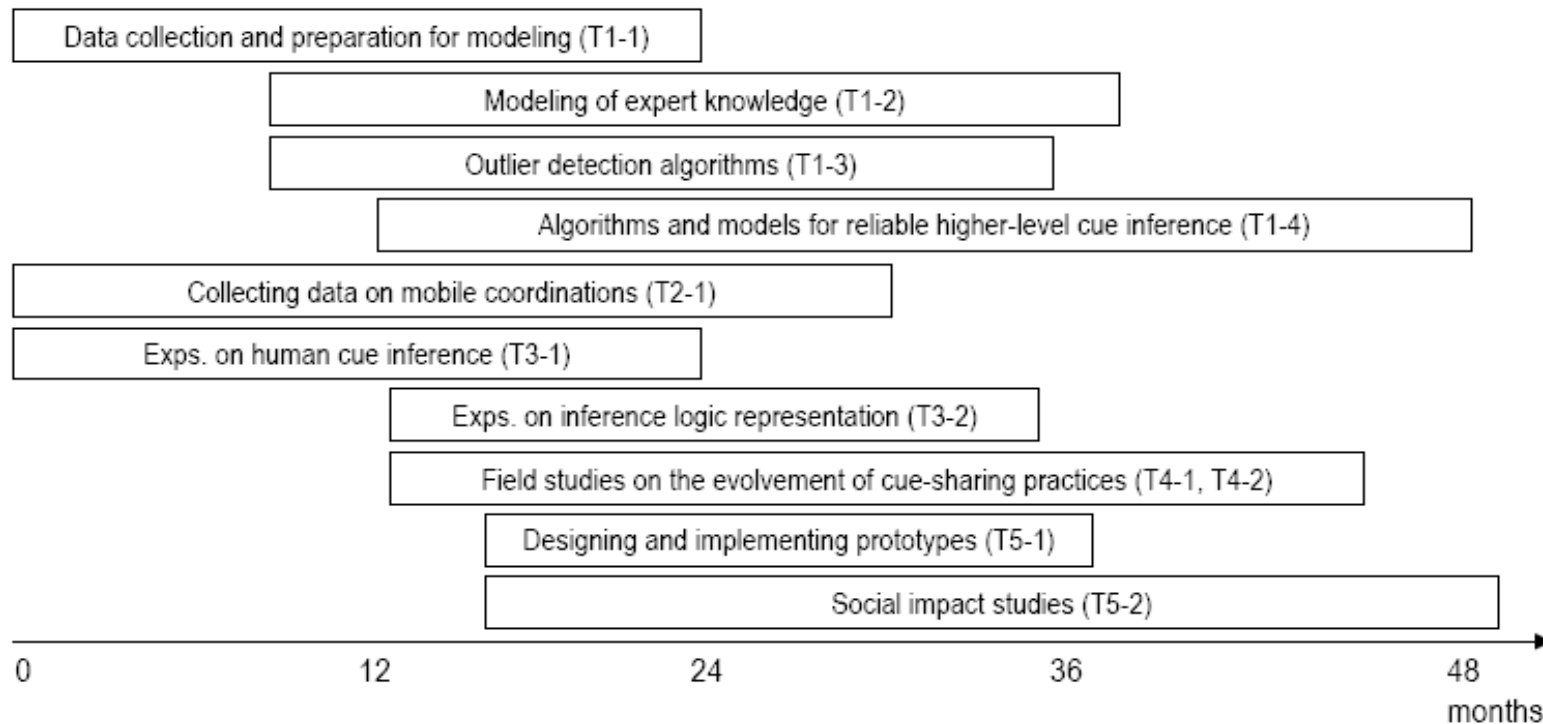 Data collection and preparation for modeling (T1-1)
Modeling of expert knowledge (T1-2)
Outlier detection algorithms (T1-3)
Algorithms and models for reliable higher-level cue inference (T1-4)
Collecting data on mobile coordinations (T2-1)
Exps. on human cue inference (T3-1)
Exps. on inference logic representation (T3-2)
Field studies on the evolvement of cue-sharing practices (T4-1, T4-2)
Designing and implementing prototypes (T5-1)
Social impact studies (T5-2)
0 12 24 36 48
months